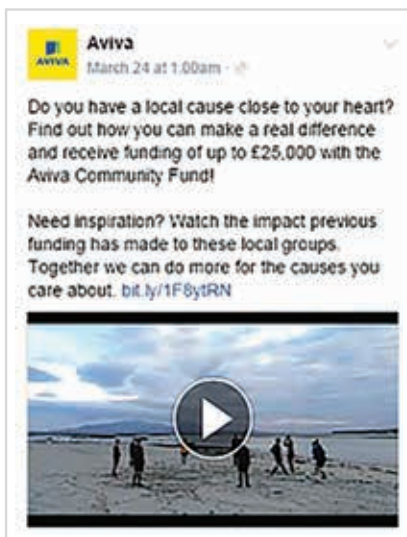 Aviva
AVIVA
March 24 at 1.00am ·
Do you have a local cause close to your heart?
Find out how you can make a real difference
and receive funding of up to £25,000 with the
Aviva Community Fund!
Need inspiration? Watch the impact previous
funding has made to these local groups.
Together we can do more for the causes you
care about. bit.ly/1F8ytRN